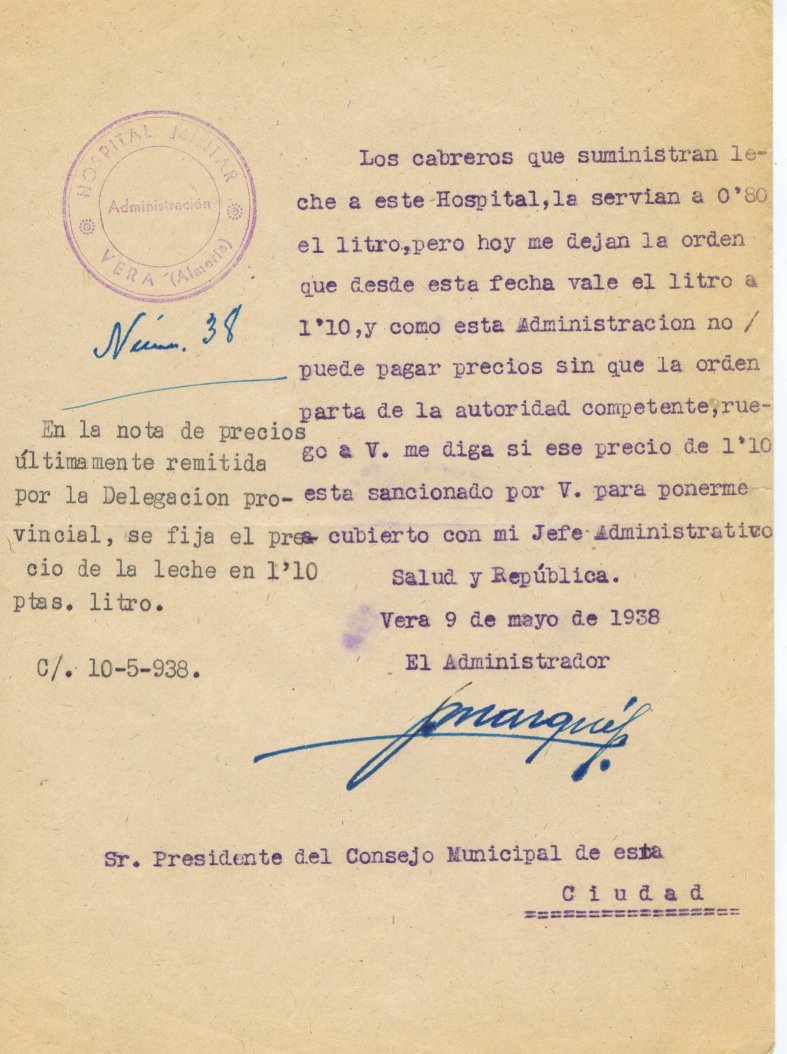 HOSPITAL MILITAR
Administración
VERA (Almería)
Núm. 38
Los cabreros que suministran le-
che a este Hospital,la servian a 0'80
el litro,pero hoy me dejan la orden
que desde esta fecha vale el litro a
1'10,y como esta Administracion no /
puede pagar precios sin que la orden
parta de la autoridad competente,rue-
go a V. me diga si ese precio de 1'10
esta sancionado por V. para ponerme
a cubierto con mi Jefe Administrativo
Salud y República.
Vera 9 de mayo de 1938
El Administrador
Jmarqués
En la nota de precios
últimamente remitida
por la Delegacion pro-
vincial, se fija el pre-
cio de la leche en 1'10
ptas. litro.
C/. 10-5-938.
Sr. Presidente del Consejo Municipal de esta
C i u d a d
=================